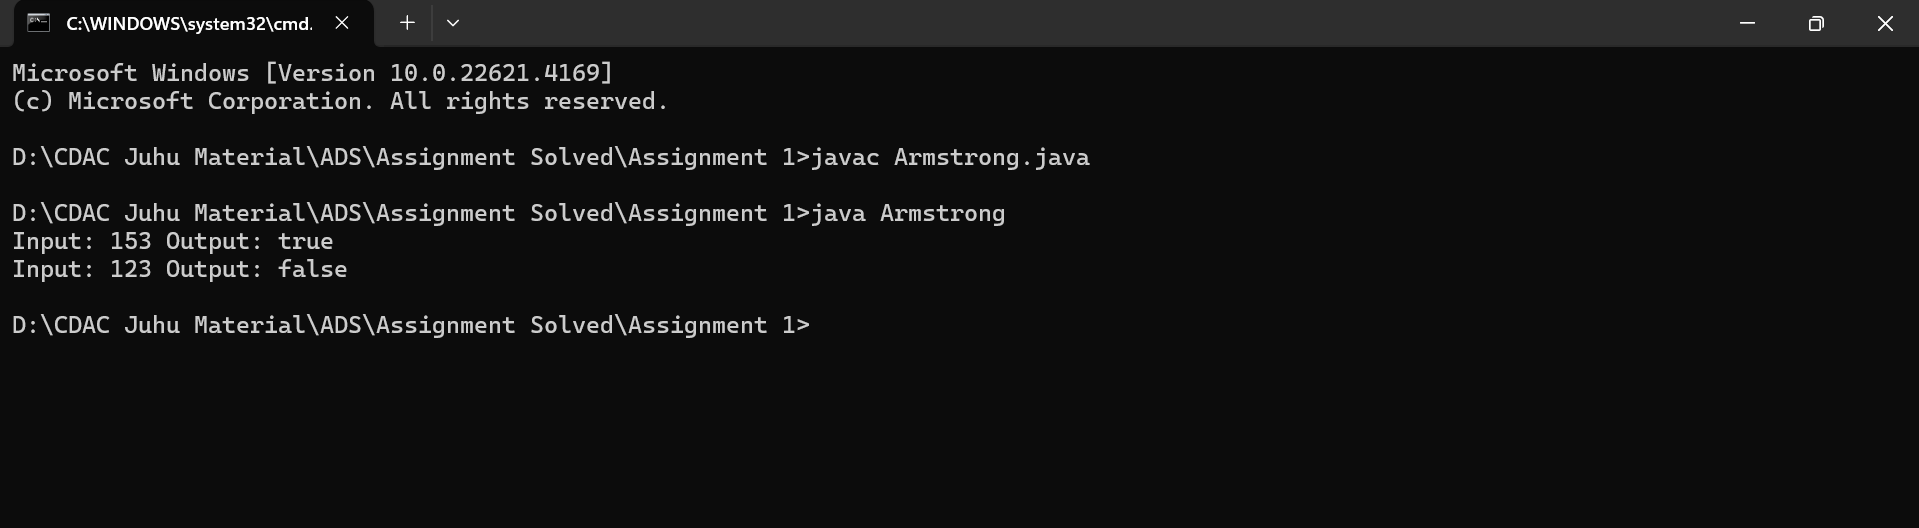 C:\WINDOWS\system32\cmd.
Microsoft Windows [Version 10.0.22621.4169]
(c) Microsoft Corporation. All rights reserved.
D:\CDAC Juhu Material\ADS\Assignment Solved\Assignment 1>javac Armstrong.java
D:\CDAC Juhu Material\ADS\Assignment Solved\Assignment 1>java Armstrong
Input: 153 Output: true
Input: 123 Output: false
D:\CDAC Juhu Material\ADS\Assignment Solved\Assignment 1>